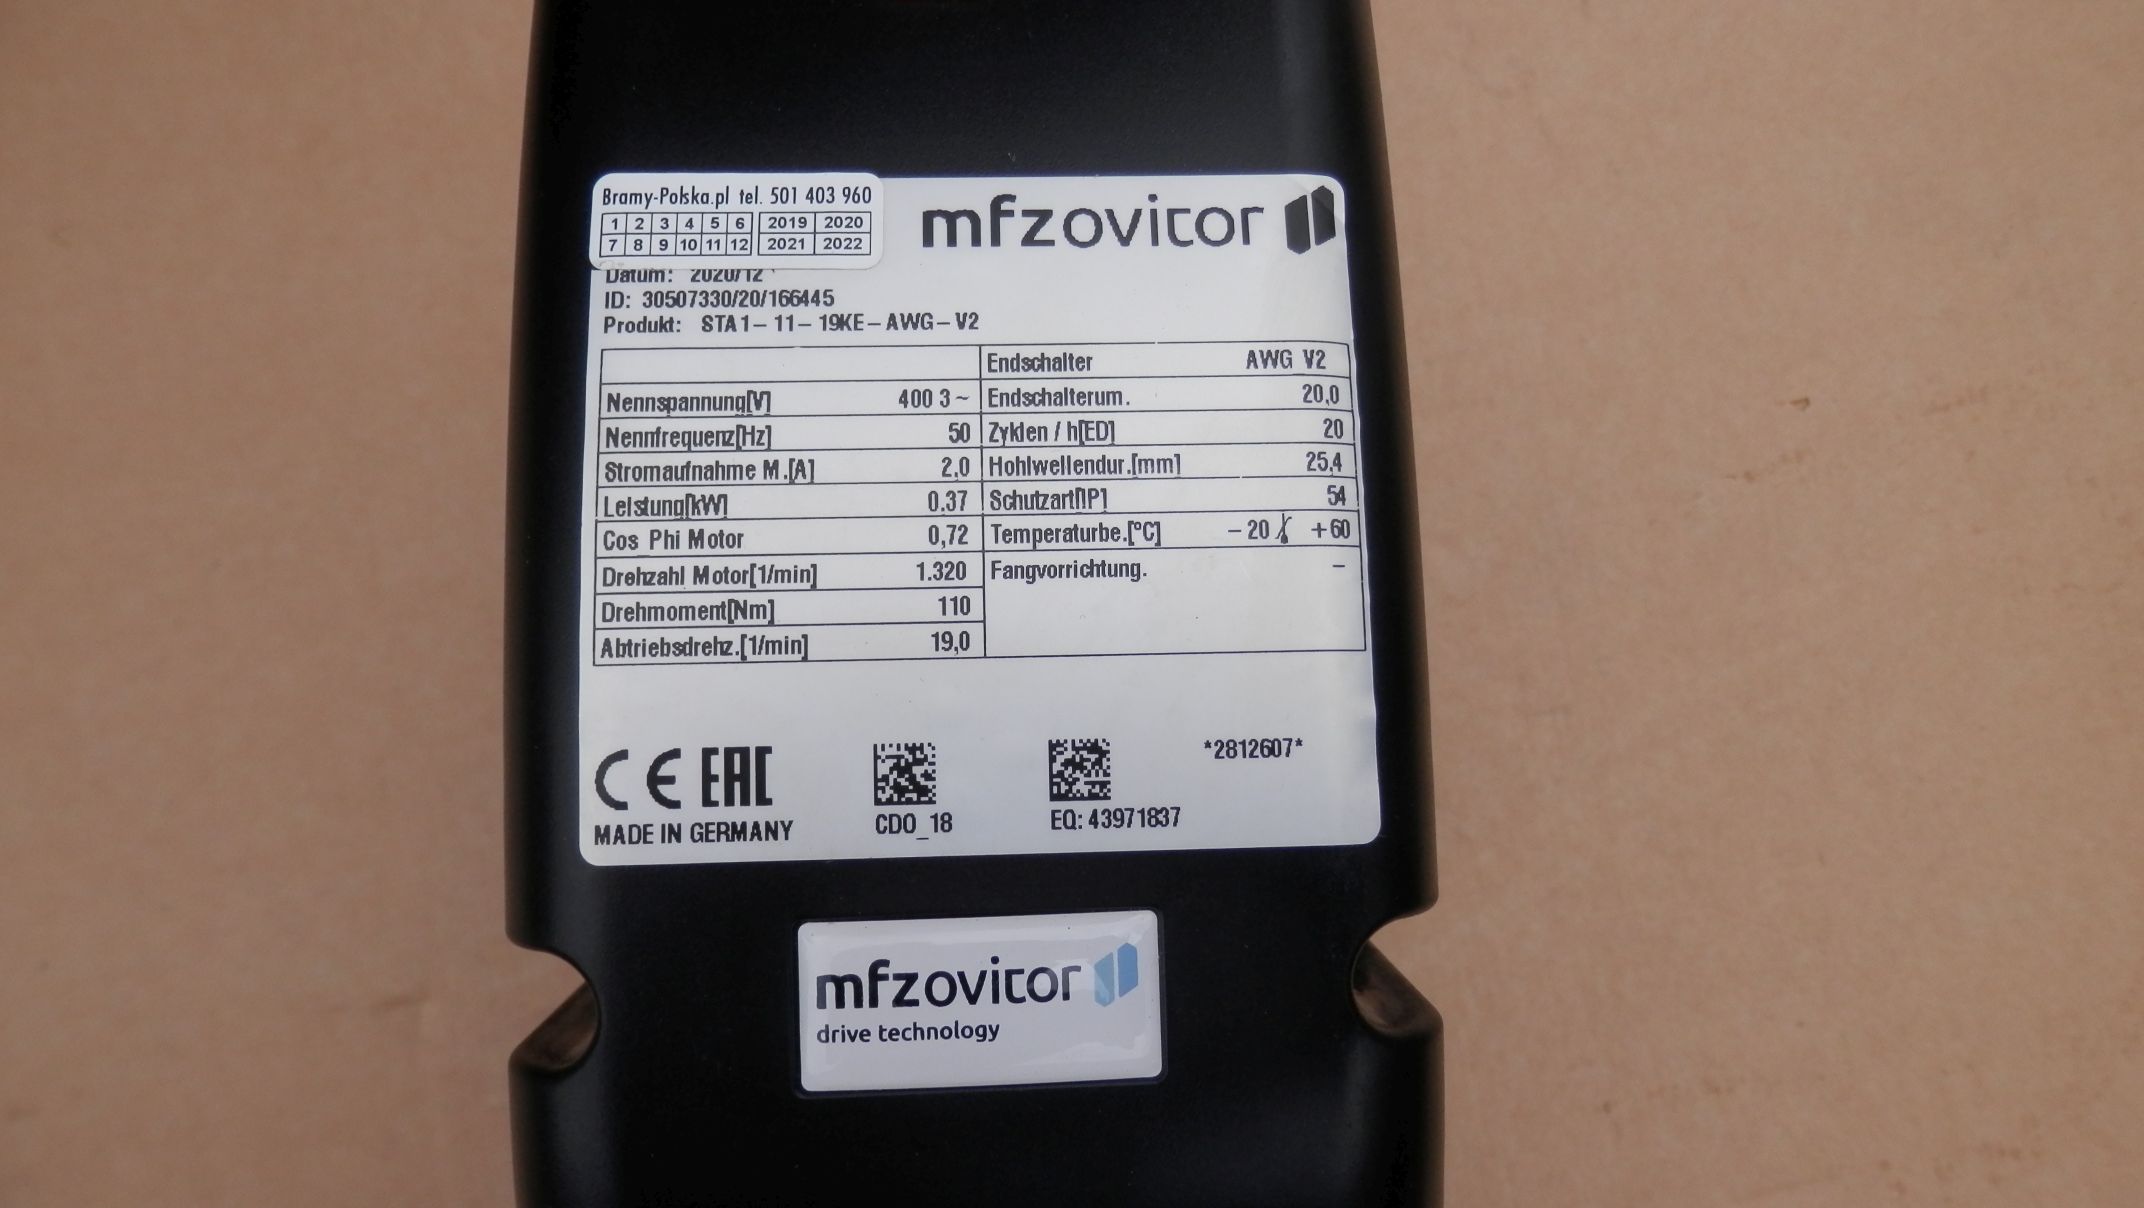 Bramy-Polska.pl tel. 501 403 960
1 2 3 4 5 6 2019 2020
7 8 9 10 11 12 2021 2022
mfzovitor
Datum: 2020/12
ID: 30507330/20/166445
Produkt: STA1-11-19KE-AWG-V2
Endschalter AWG V2
Nennspannung[V] 400 3~ Endschalterum. 20,0
Nennfrequenz[Hz] 50 Zyklen / h[ED] 20
Stromaufnahme M.[A] 2,0 Hohlwellendur.[mm] 25,4
Leistung[kW] 0.37 Schutzart[IP] 54
Cos Phi Motor 0,72 Temperaturbe.[°C] -20 +60
Drehzahl Motor[1/min] 1.320 Fangvorrichtung. -
Drehmoment[Nm] 110
Abtriebsdrehz.[1/min] 19,0
CE EAC
MADE IN GERMANY
CDO_18
EQ: 43971837
*2812607*
mfzovitor
drive technology